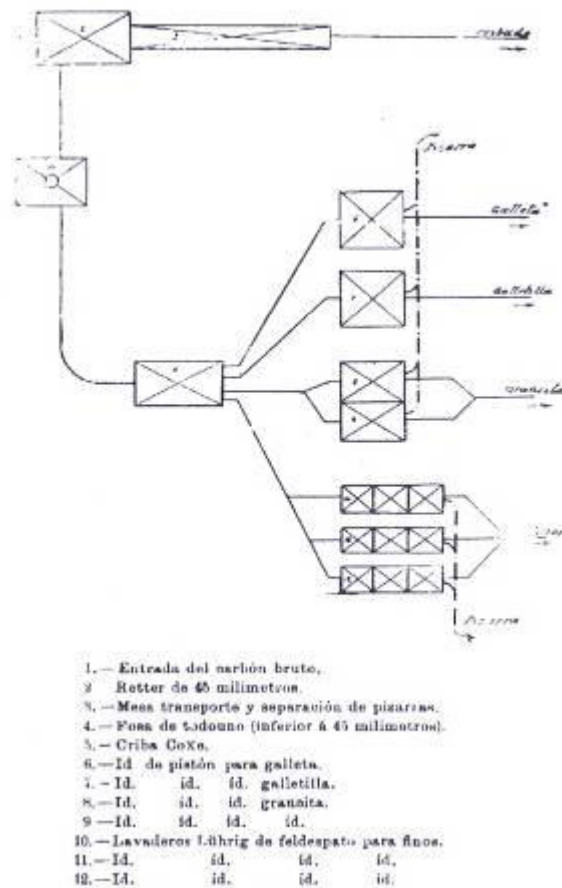 cribado
Pizarra
Galleta
Galletilla
Grancita
Pizarra
1.—Entrada del carbón bruto.
2 Retter de 45 milímetros.
3.—Mesa transporte y separación de pizarras.
4.—Fosa de todouno (inferior á 45 milímetros).
5.—Criba CoXe.
6.—Id de pistón para galleta.
7.—Id. id. id. galletilla.
8.—Id. id. id. grancita.
9—Id. id. id. id.
10.—Lavaderos Lührig de feldespato para finos.
11.—Id. id. id. id.
12.—Id. id. id. id.